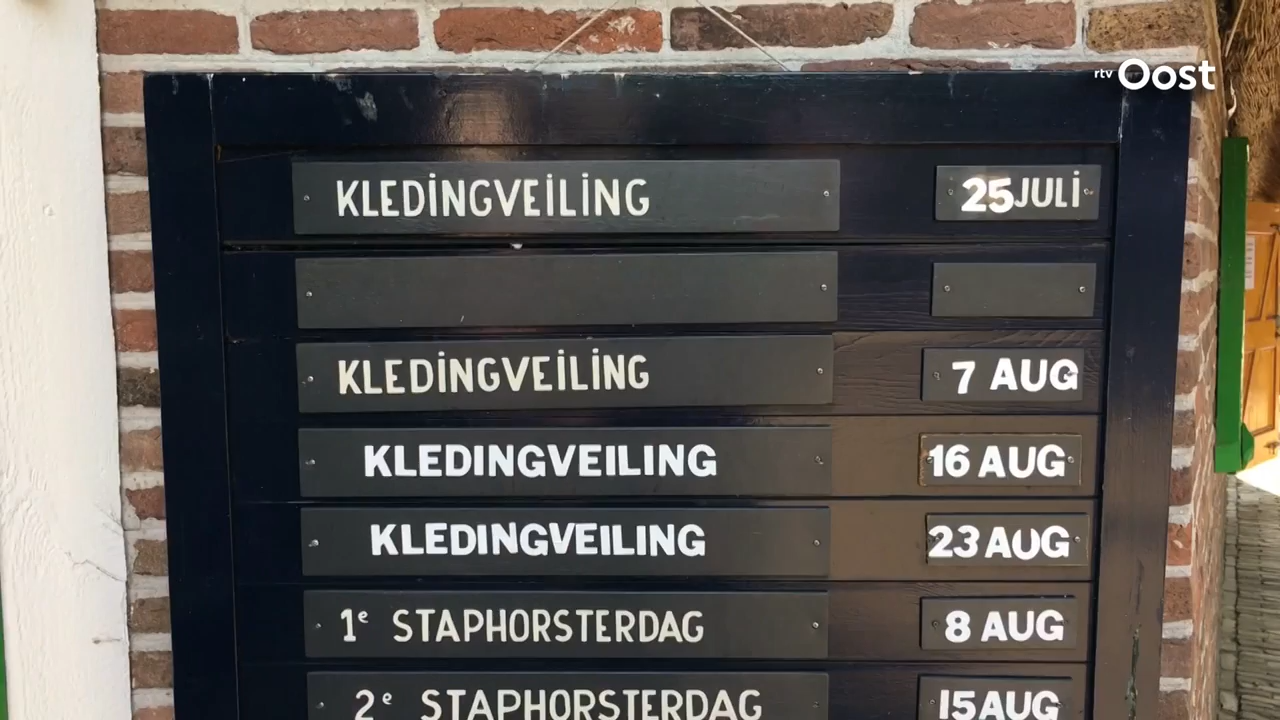 rtv Oost
KLEDINGVEILING 25 JULI
KLEDINGVEILING 7 AUG
KLEDINGVEILING 16 AUG
KLEDINGVEILING 23 AUG
1e STAPHORSTERDAG 8 AUG
2e STAPHORSTERDAG 15 AUG